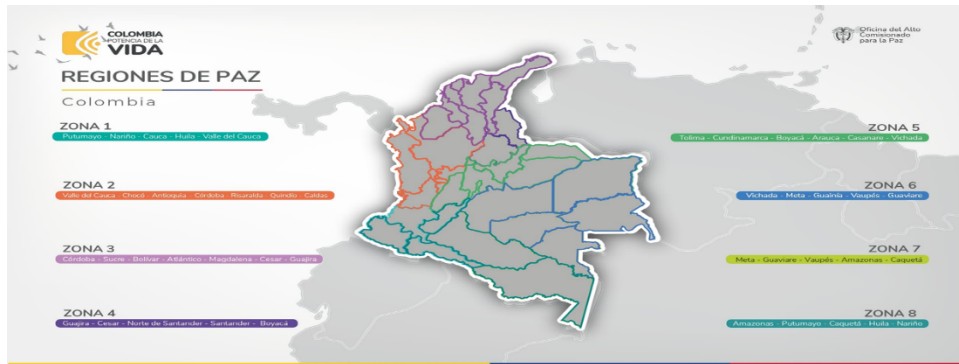 COLOMBIA
POTENCIA DE LA
VIDA
Oficina del Alto
Comisionado
para la Paz
REGIONES DE PAZ
Colombia
ZONA 1
Putumayo - Nariño - Cauca - Huila - Valle del Cauca
ZONA 2
Valle del Cauca - Chocó - Antioquia - Córdoba - Risaralda - Quindío - Caldas
ZONA 3
Córdoba - Sucre - Bolívar - Atlántico - Magdalena - Cesar - Guajira
ZONA 4
Guajira - Cesar - Norte de Santander - Santander - Boyacá
ZONA 5
Tolima - Cundinamarca - Boyacá - Arauca - Casanare - Vichada
ZONA 6
Vichada - Meta - Guainía - Vaupés - Guaviare
ZONA 7
Meta - Guaviare - Vaupés - Amazonas - Caquetá
ZONA 8
Amazonas - Putumayo - Caquetá - Huila - Nariño